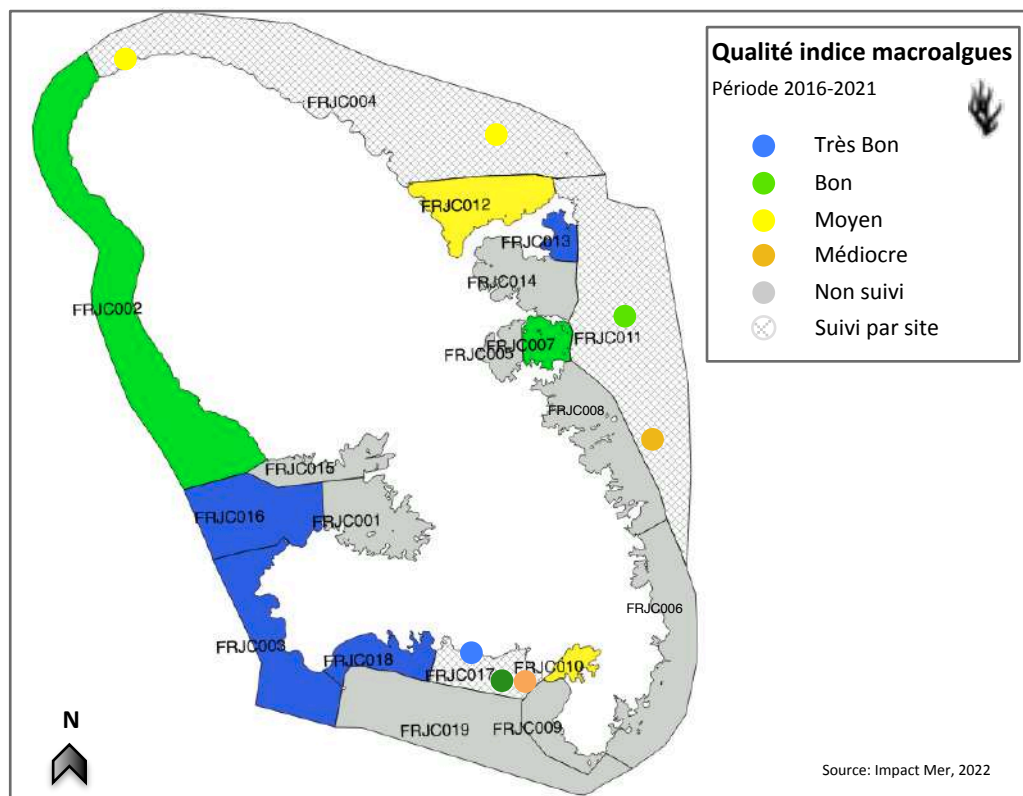 Qualité indice macroalgues
Période 2016-2021
Très Bon
Bon
Moyen
Médiocre
Non suivi
Suivi par site
FRJC004
FRJC012
FRJC013
FRJC014
FRJC002
FRJC011
FRJC007
FRJC005
FRJC008
FRJC015
FRJC016
FRJC001
FRJC006
FRJC003
FRJC018
FRJC017
FRJC010
FRJC019
FRJC009
N
Source: Impact Mer, 2022